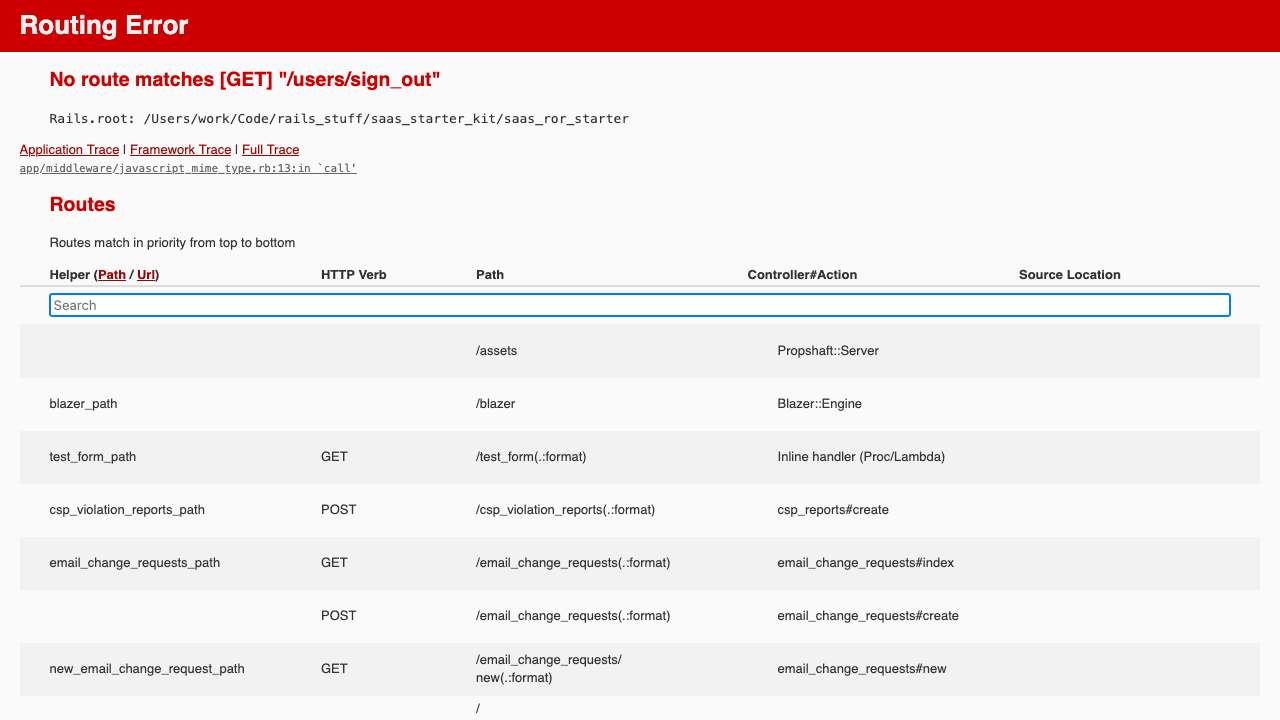 Routing Error
No route matches [GET] "/users/sign_out"
Rails.root: /Users/work/Code/rails_stuff/saas_starter_kit/saas_ror_starter
Application Trace | Framework Trace | Full Trace
app/middleware/javascript_mime_type.rb:13:in `call'
Routes
Routes match in priority from top to bottom
Helper (Path / Url) HTTP Verb Path Controller#Action Source Location
Search
/assets Propshaft::Server
blazer_path /blazer Blazer::Engine
test_form_path GET /test_form(.:format) Inline handler (Proc/Lambda)
csp_violation_reports_path POST /csp_violation_reports(.:format) csp_reports#create
email_change_requests_path GET /email_change_requests(.:format) email_change_requests#index
POST /email_change_requests(.:format) email_change_requests#create
new_email_change_request_path GET /email_change_requests/
new(.:format) email_change_requests#new
/